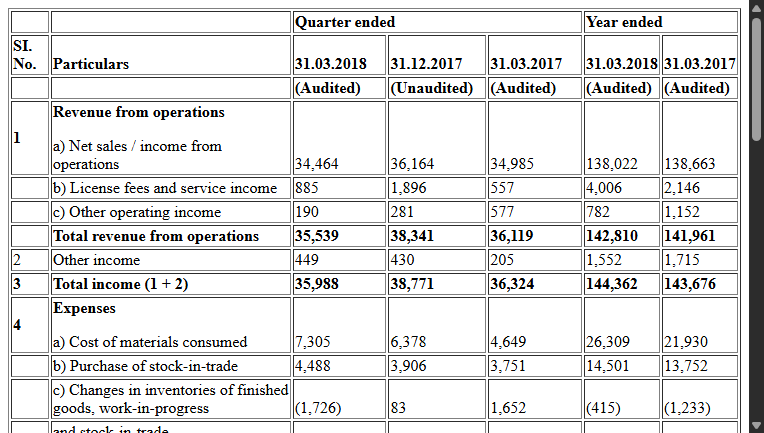 Quarter ended Year ended
SI.
No. Particulars 31.03.2018 31.12.2017 31.03.2017 31.03.2018 31.03.2017
(Audited) (Unaudited) (Audited) (Audited) (Audited)
1 Revenue from operations
a) Net sales / income from
operations 34,464 36,164 34,985 138,022 138,663
b) License fees and service income 885 1,896 557 4,006 2,146
c) Other operating income 190 281 577 782 1,152
Total revenue from operations 35,539 38,341 36,119 142,810 141,961
2 Other income 449 430 205 1,552 1,715
3 Total income (1 + 2) 35,988 38,771 36,324 144,362 143,676
4 Expenses
a) Cost of materials consumed 7,305 6,378 4,649 26,309 21,930
b) Purchase of stock-in-trade 4,488 3,906 3,751 14,501 13,752
c) Changes in inventories of finished
goods, work-in-progress (1,726) 83 1,652 (415) (1,233)
and stock-in-trade